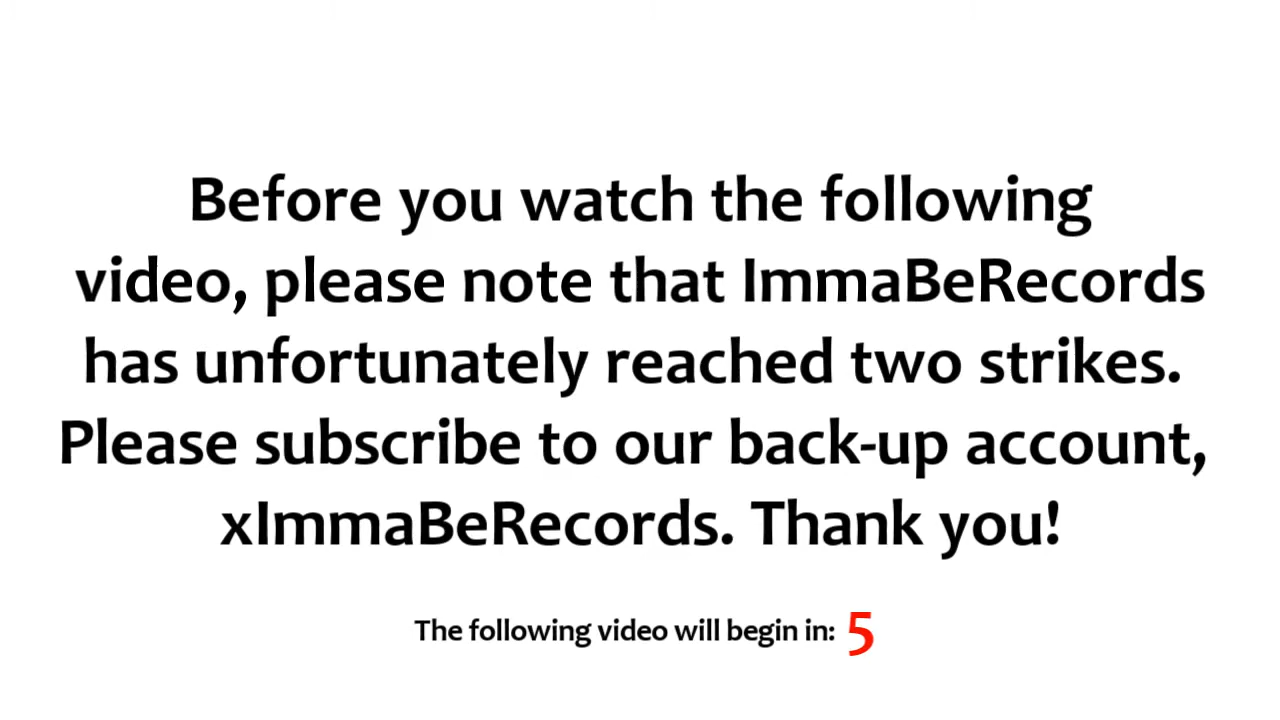 Before you watch the following
video, please note that ImmaBeRecords
has unfortunately reached two strikes.
Please subscribe to our back-up account,
xImmaBeRecords. Thank you!
The following video will begin in: 5